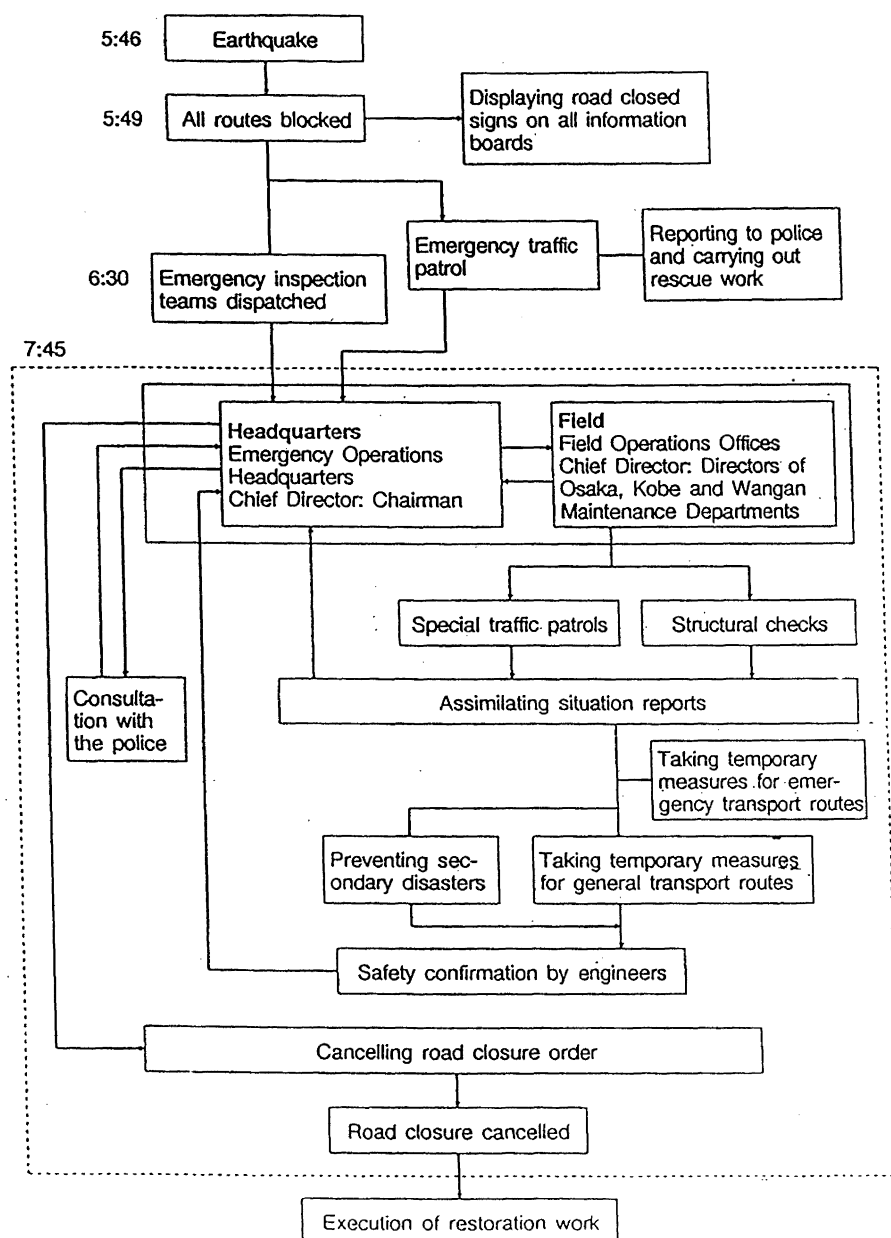 5:46
Earthquake
5:49
All routes blocked
Displaying road closed
signs on all information
boards
Emergency traffic
patrol
Reporting to police
and carrying out
rescue work
6:30
Emergency inspection
teams dispatched
7:45
Headquarters
Emergency Operations
Headquarters
Chief Director: Chairman
Field
Field Operations Offices
Chief Director: Directors of
Osaka, Kobe and Wangan
Maintenance Departments
Special traffic patrols
Structural checks
Consulta-
tion with
the police
Assimilating situation reports
Taking temporary
measures for emer-
gency transport routes
Preventing sec-
ondary disasters
Taking temporary measures
for general transport routes
Safety confirmation by engineers
Cancelling road closure order
Road closure cancelled
Execution of restoration work